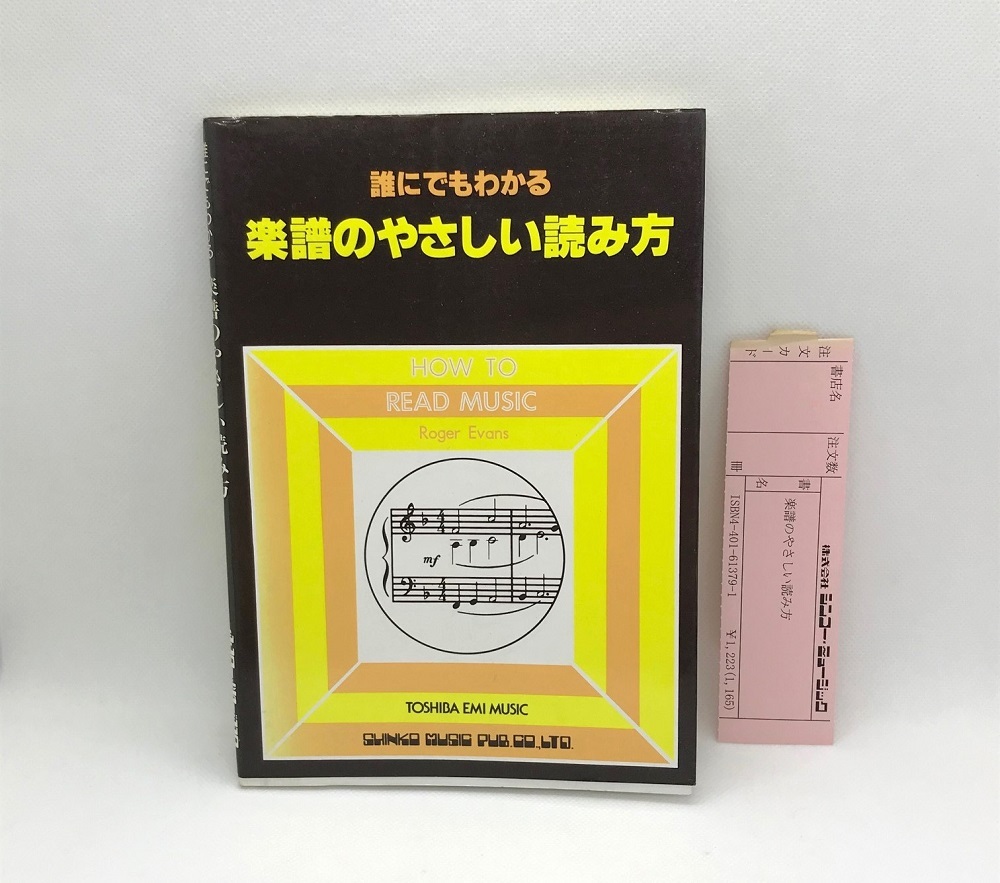 誰にでもわかる
楽譜のやさしい読み方
HOW TO
READ MUSIC
Roger Evans
mf
TOSHIBA EMI MUSIC
SHINKO MUSIC PUB.CO.,LTD.
注文カード
書店名
注文数
冊
書名
楽譜のやさしい読み方
株式会社 シンコー・ミュージック
ISBN4-401-61379-1 ¥1,223(1,165)